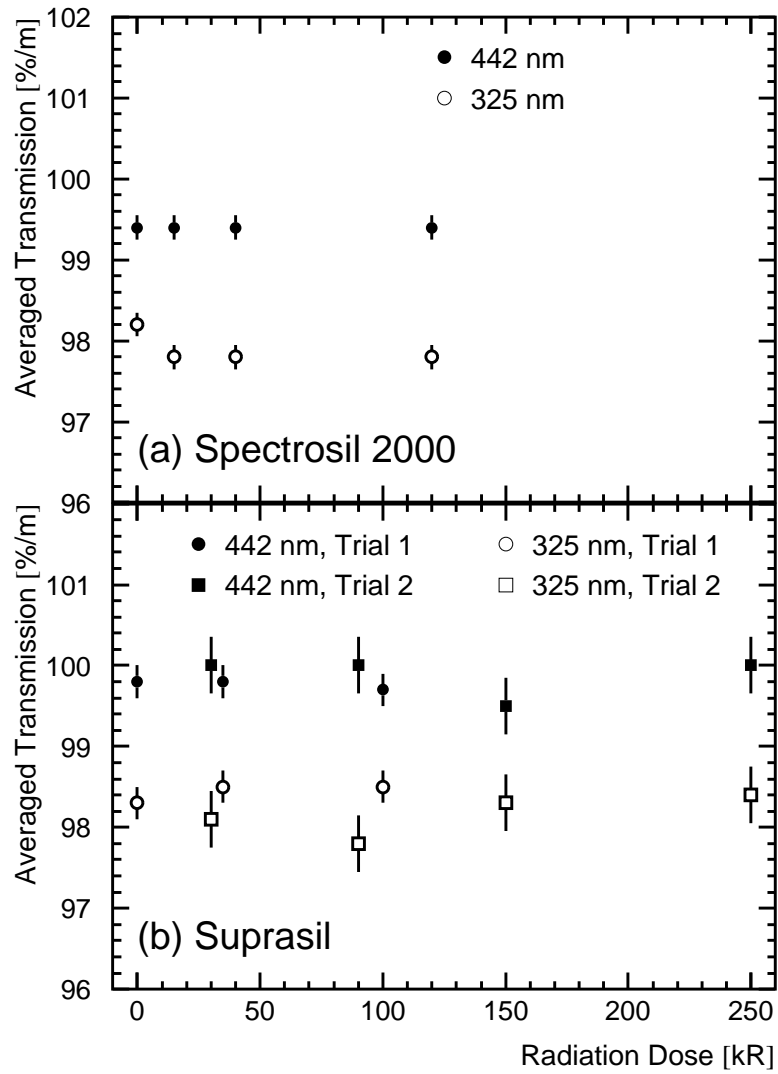 102
101
100
99
98
97
96
Averaged Transmission [%/m]
442 nm
325 nm
(a) Spectrosil 2000
101
100
99
98
97
96
Averaged Transmission [%/m]
442 nm, Trial 1
325 nm, Trial 1
442 nm, Trial 2
325 nm, Trial 2
(b) Suprasil
0 50 100 150 200 250
Radiation Dose [kR]